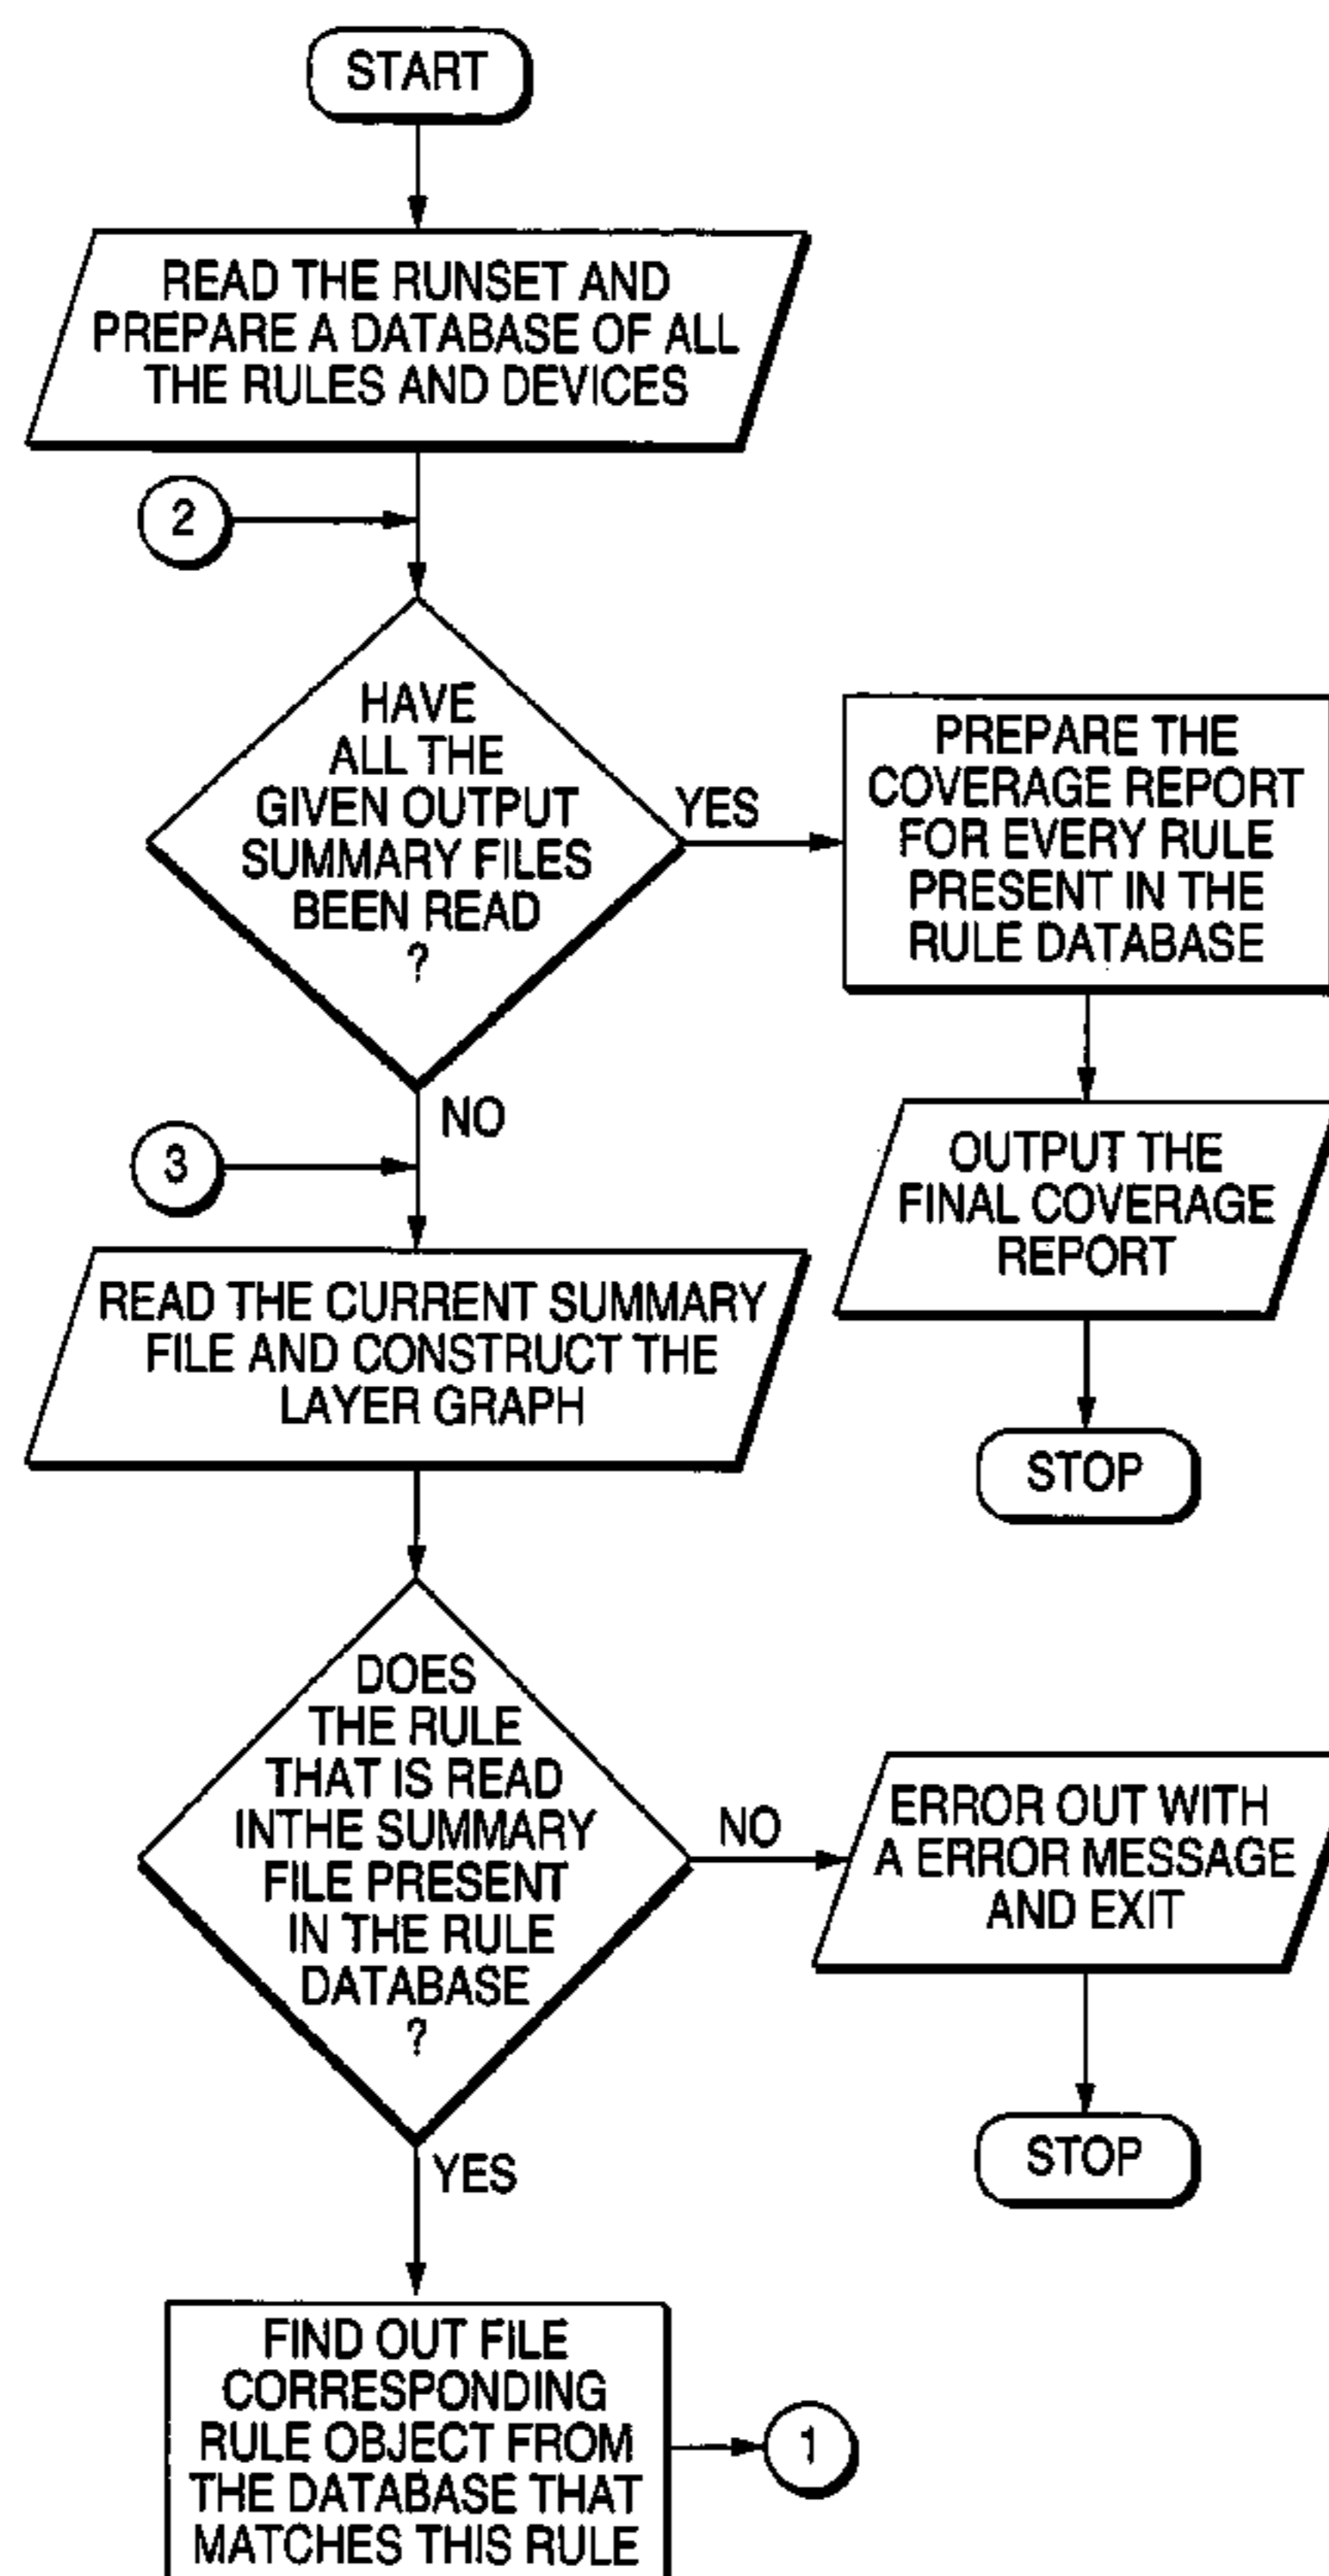 START
READ THE RUNSET AND
PREPARE A DATABASE OF ALL
THE RULES AND DEVICES
2
HAVE
ALL THE
GIVEN OUTPUT
SUMMARY FILES
BEEN READ
?
YES
PREPARE THE
COVERAGE REPORT
FOR EVERY RULE
PRESENT IN THE
RULE DATABASE
NO
3
OUTPUT THE
FINAL COVERAGE
REPORT
READ THE CURRENT SUMMARY
FILE AND CONSTRUCT THE
LAYER GRAPH
STOP
DOES
THE RULE
THAT IS READ
INTHE SUMMARY
FILE PRESENT
IN THE RULE
DATABASE
?
NO
ERROR OUT WITH
A ERROR MESSAGE
AND EXIT
STOP
YES
FIND OUT FILE
CORRESPONDING
RULE OBJECT FROM
THE DATABASE THAT
MATCHES THIS RULE
1